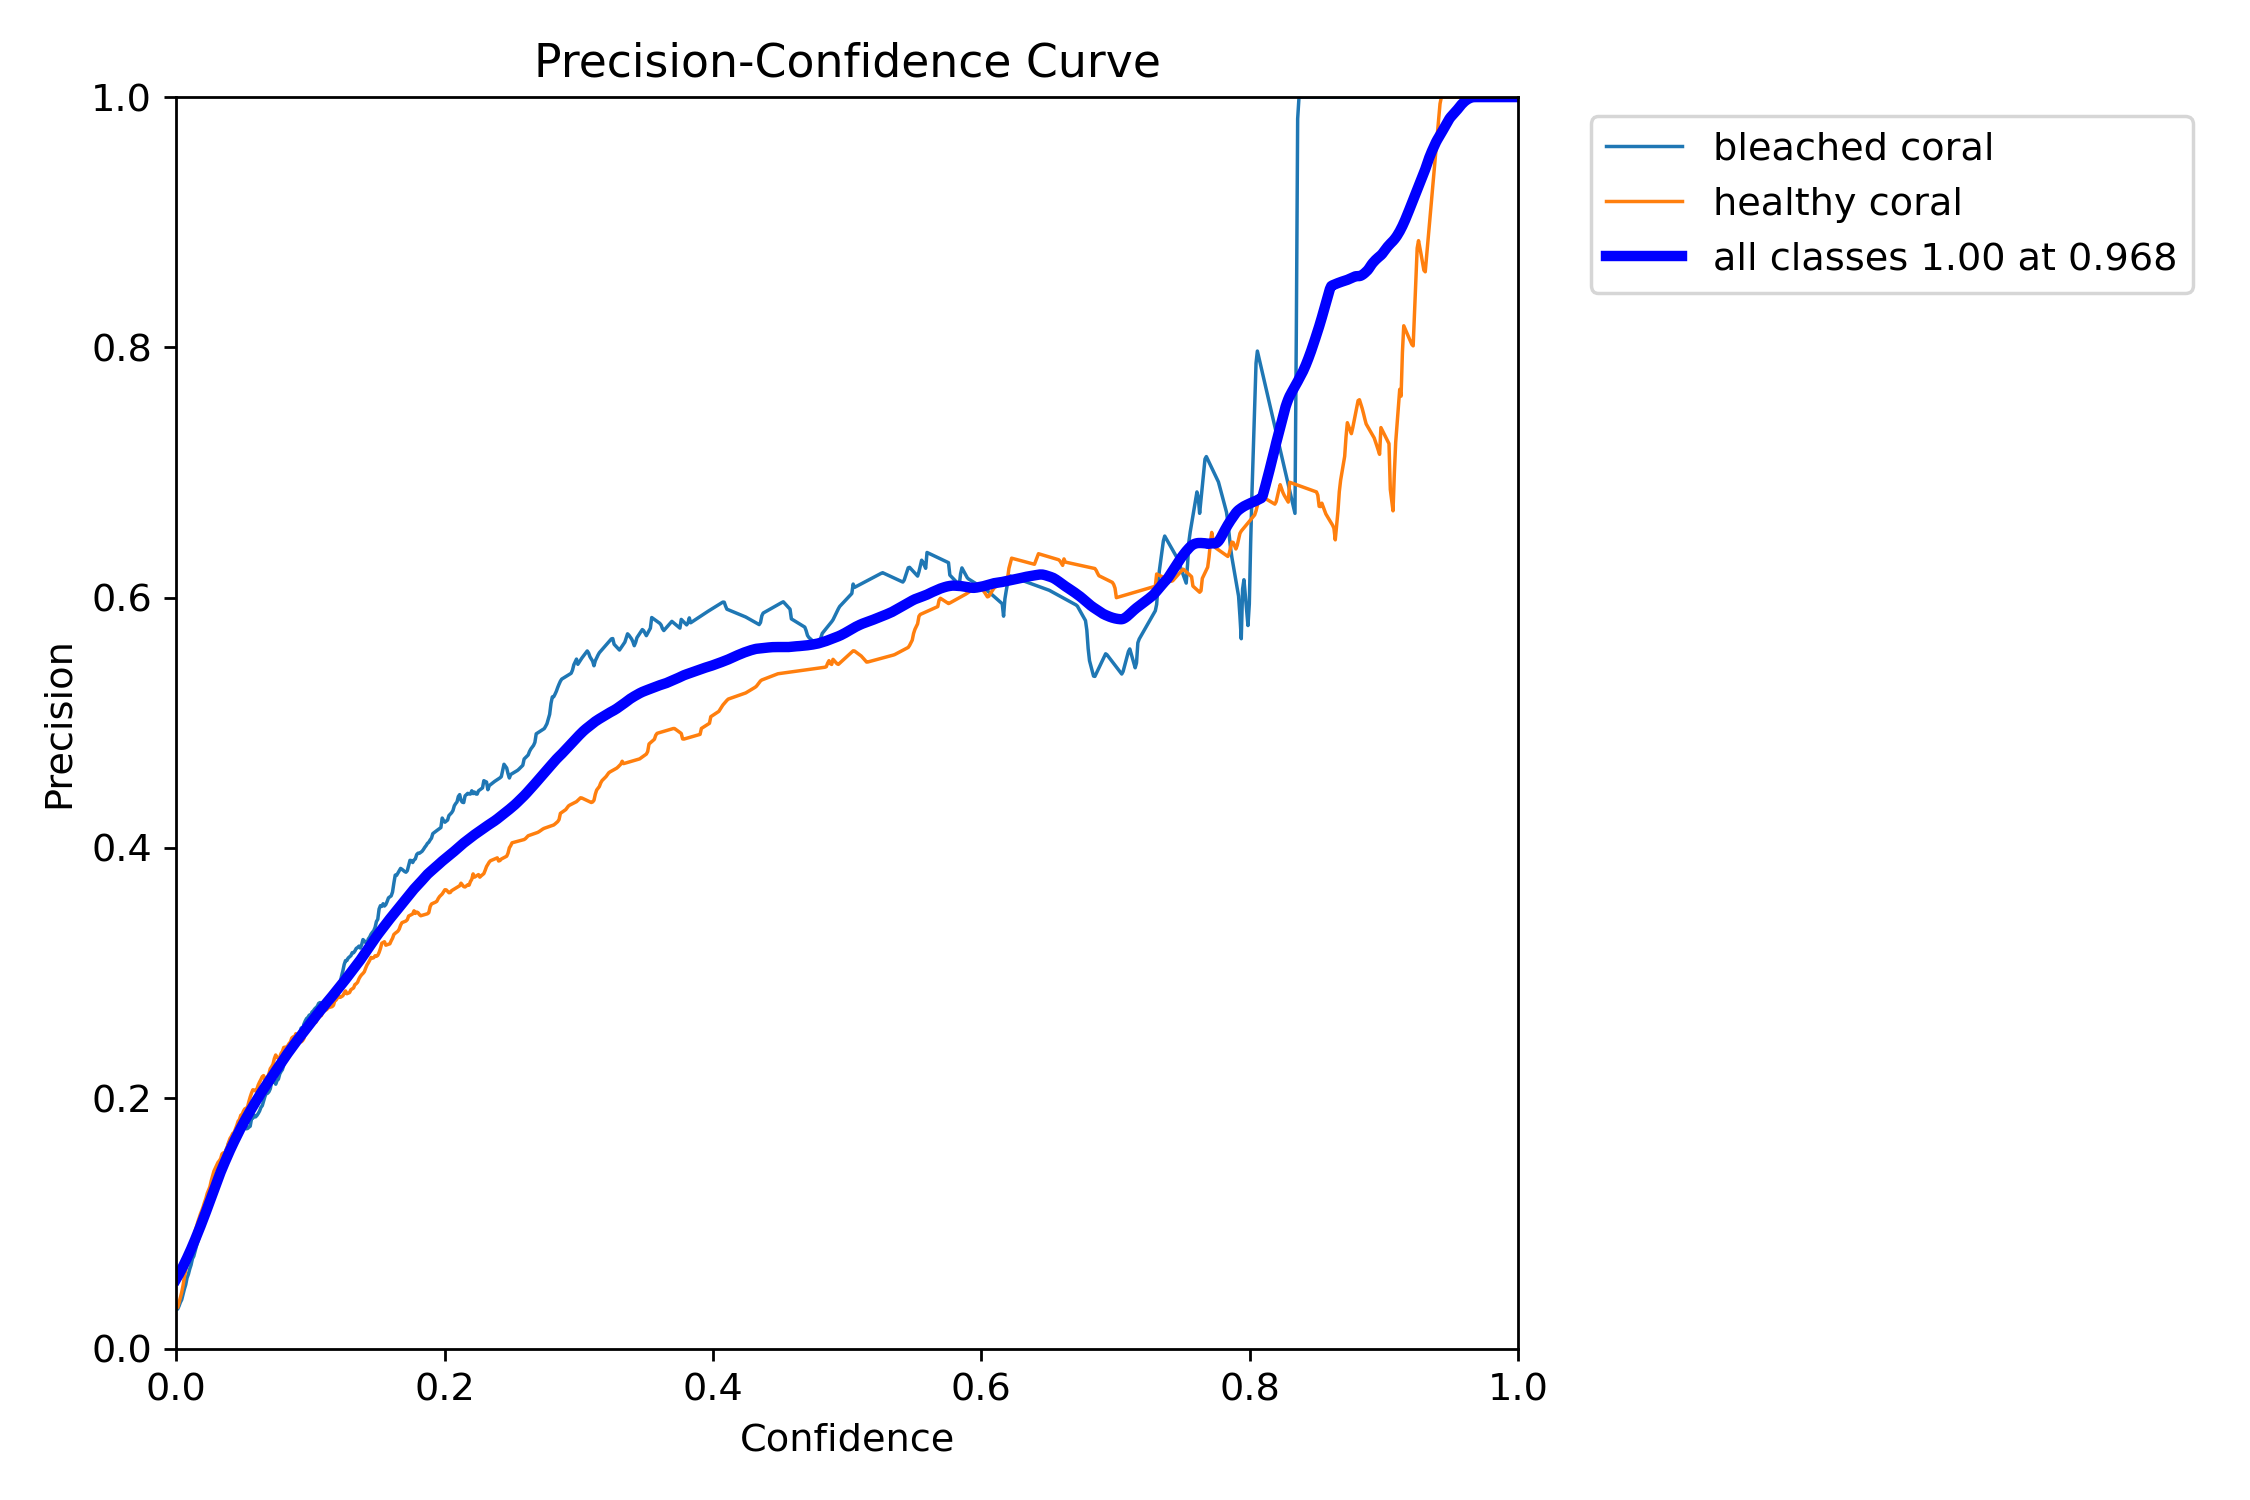 Precision-Confidence Curve
1.0
0.8
0.6
0.4
0.2
0.0
Precision
0.0 0.2 0.4 0.6 0.8 1.0
Confidence
bleached coral
healthy coral
all classes 1.00 at 0.968